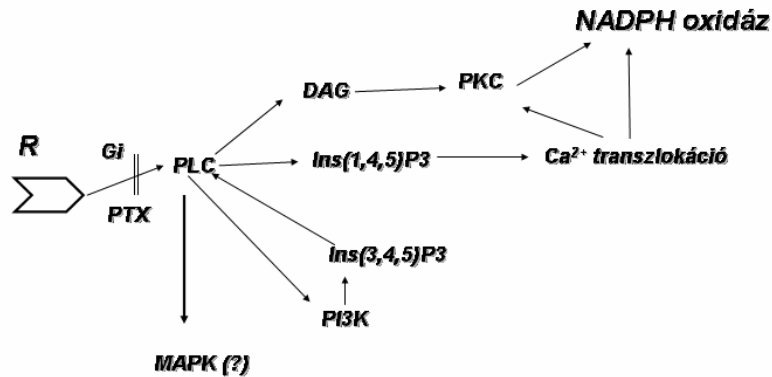 NADPH oxidáz
DAG
PKC
R
Gi
PLC
Ins(1,4,5)P3
Ca²⁺ transzlokáció
PTX
Ins(3,4,5)P3
PI3K
MAPK (?)